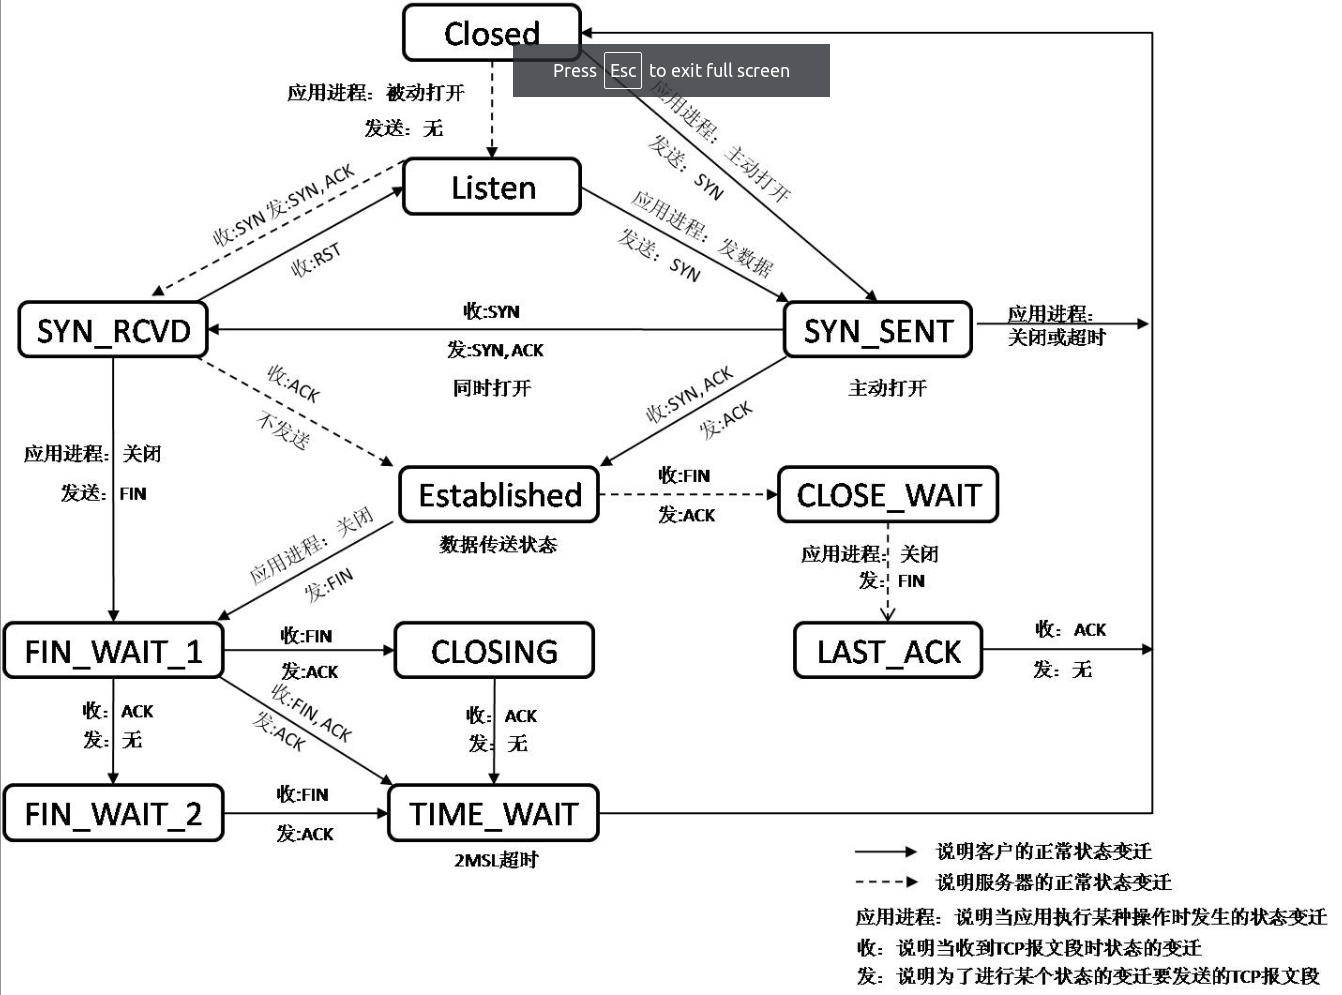 Closed
Press Esc to exit full screen
应用进程：被动打开
发送：无
应用进程：主动打开
发送：SYN
Listen
收:SYN 发:SYN,ACK
收:RST
应用进程：发数据
发送：SYN
SYN_RCVD
收:SYN
发:SYN,ACK
同时打开
SYN_SENT
主动打开
应用进程：
关闭或超时
收:ACK
不发送
收:SYN,ACK
发:ACK
应用进程：关闭
发送：FIN
Established
数据传送状态
收:FIN
发:ACK
CLOSE_WAIT
应用进程：关闭
发:FIN
应用进程：关闭
发：FIN
FIN_WAIT_1
收:FIN
发:ACK
CLOSING
LAST_ACK
收：ACK
发：无
收：ACK
发：无
收:FIN,ACK
发:ACK
收：ACK
发：无
FIN_WAIT_2
收:FIN
发:ACK
TIME_WAIT
2MSL超时
说明客户的正常状态变迁
说明服务器的正常状态变迁
应用进程：说明当应用执行某种操作时发生的状态变迁
收：说明当收到TCP报文段时状态的变迁
发：说明为了进行某个状态的变迁要发送的TCP报文段